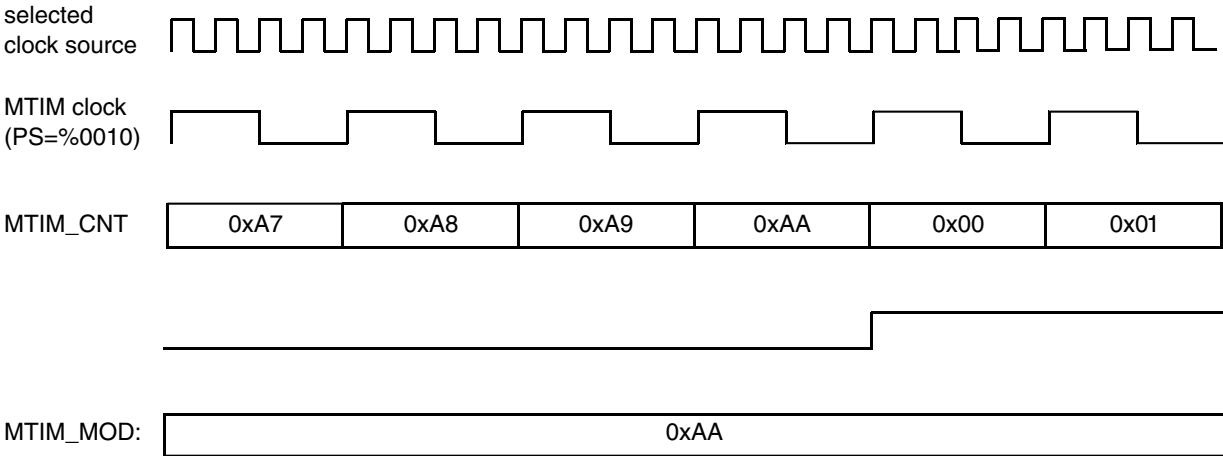 selected
clock source
MTIM clock
(PS=%0010)
MTIM_CNT 0xA7 0xA8 0xA9 0xAA 0x00 0x01
MTIM_MOD: 0xAA